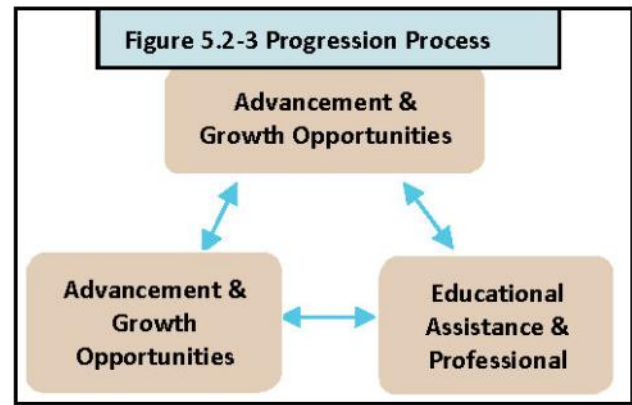 Figure 5.2-3 Progression Process
Advancement &
Growth Opportunities
Advancement &
Growth
Opportunities
Educational
Assistance &
Professional